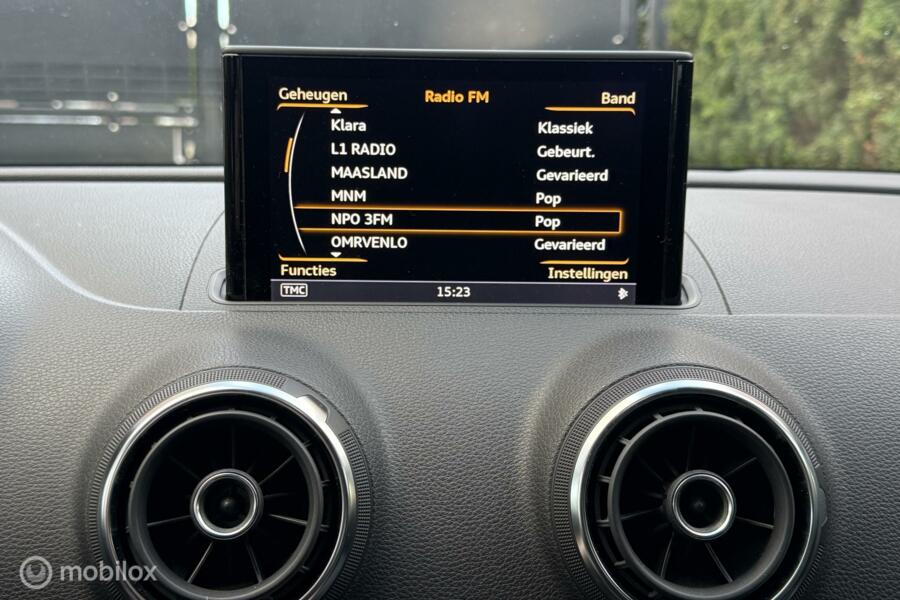 Geheugen Radio FM Band
Klara Klassiek
L1 RADIO Gebeurt.
MAASLAND Gevarieerd
MNM Pop
NPO 3FM Pop
OMRVENLO Gevarieerd
Functies Instellingen
TMC 15:23
mobilox